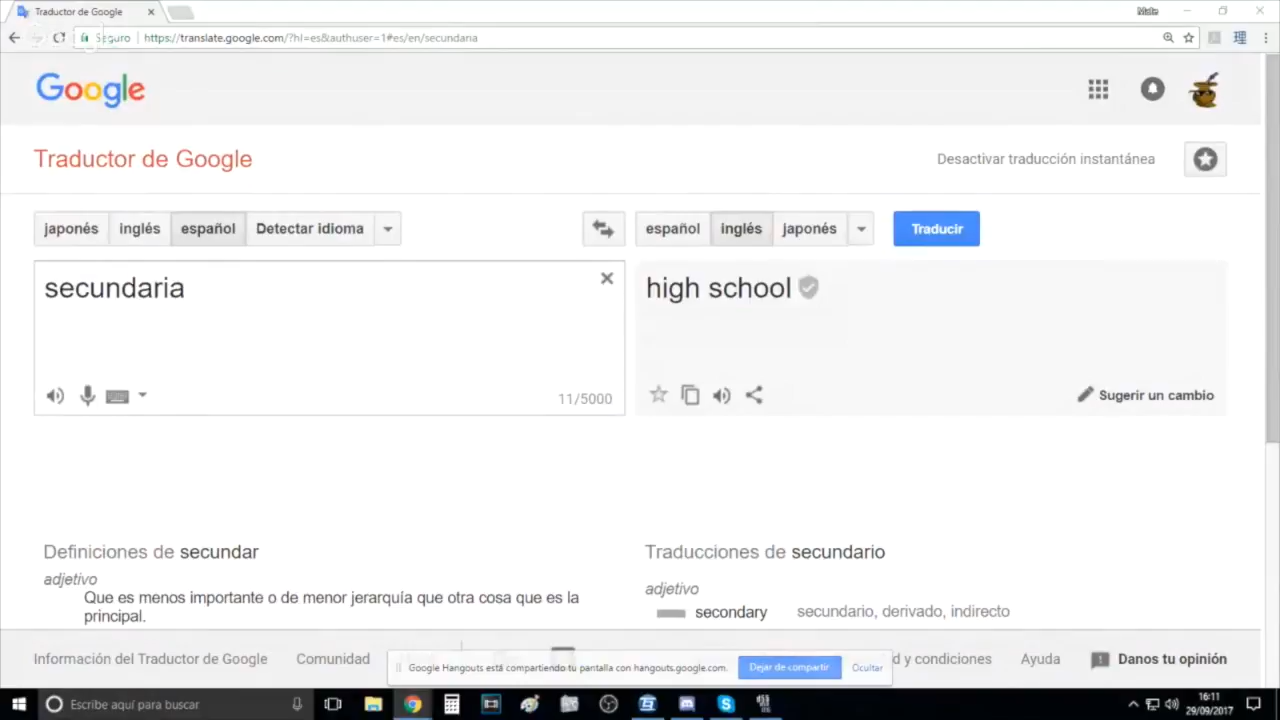 Traductor de Google
Mate
Seguro https://translate.google.com/?hl=es&authuser=1#es/en/secundaria
Google
Traductor de Google
Desactivar traducción instantánea
japonés inglés español Detectar idioma
español inglés japonés Traducir
secundaria
high school
11/5000
Sugerir un cambio
Definiciones de secundar
adjetivo
Que es menos importante o de menor jerarquía que otra cosa que es la
principal.
Traducciones de secundario
adjetivo
secondary secundario, derivado, indirecto
Información del Traductor de Google Comunidad
d y condiciones Ayuda Danos tu opinión
Google Hangouts está compartiendo tu pantalla con hangouts.google.com. Dejar de compartir Ocultar
Escribe aquí para buscar
16:11
29/09/2017